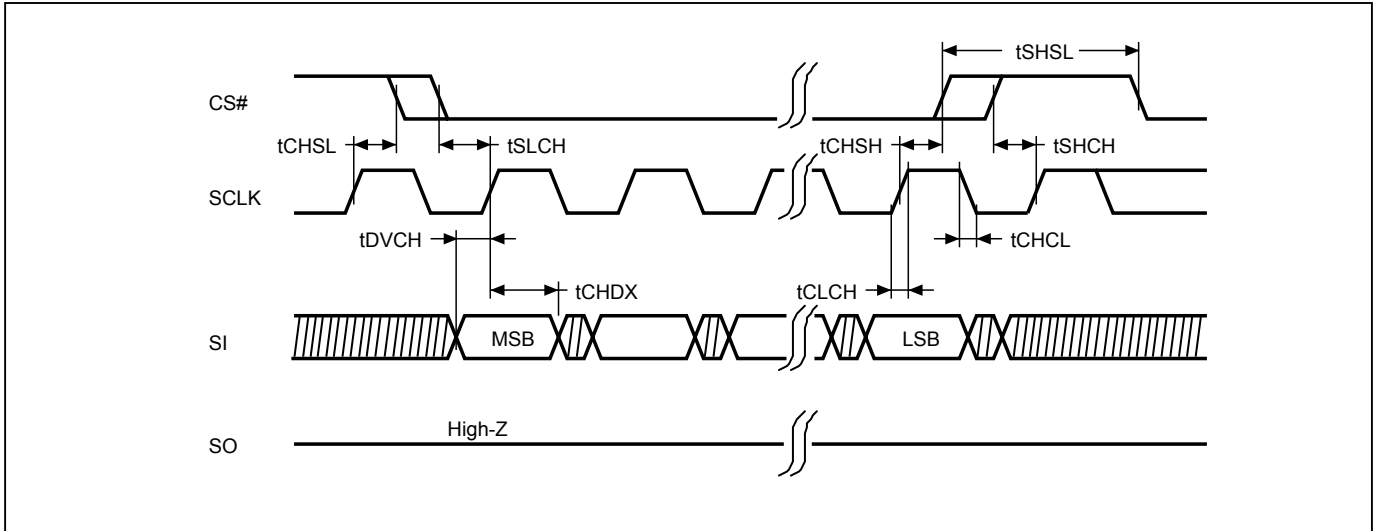 tSHSL
CS#
tCHSL
tSLCH
tCHSH
tSHCH
SCLK
tDVCH
tCHCL
tCHDX
tCLCH
SI
MSB
LSB
High-Z
SO